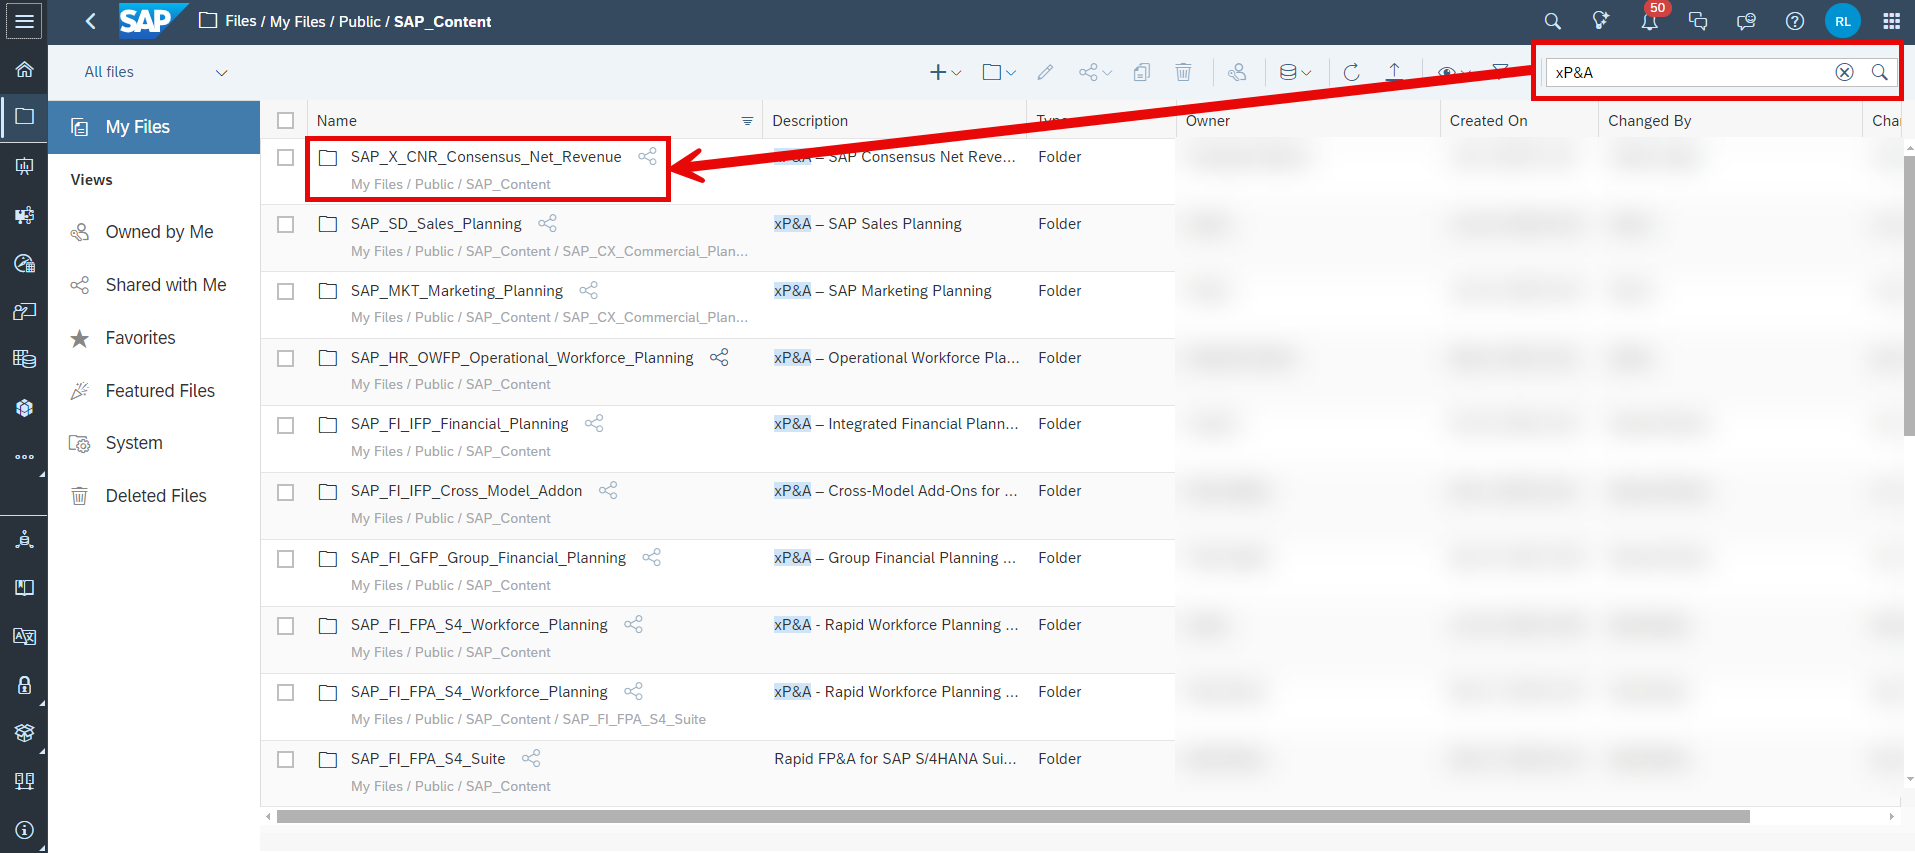 SAP Files / My Files / Public / SAP_Content
50
RL
All files
xP&A
My Files
Views
Owned by Me
Shared with Me
Favorites
Featured Files
System
Deleted Files
Name Description Owner Created On Changed By
SAP_X_CNR_Consensus_Net_Revenue xP&A – SAP Consensus Net Reve... Folder
My Files / Public / SAP_Content
SAP_SD_Sales_Planning xP&A – SAP Sales Planning Folder
My Files / Public / SAP_Content / SAP_CX_Commercial_Plan...
SAP_MKT_Marketing_Planning xP&A – SAP Marketing Planning Folder
My Files / Public / SAP_Content / SAP_CX_Commercial_Plan...
SAP_HR_OWFP_Operational_Workforce_Planning xP&A – Operational Workforce Pla... Folder
My Files / Public / SAP_Content
SAP_FI_IFP_Financial_Planning xP&A – Integrated Financial Plann... Folder
My Files / Public / SAP_Content
SAP_FI_IFP_Cross_Model_Addon xP&A – Cross-Model Add-Ons for ... Folder
My Files / Public / SAP_Content
SAP_FI_GFP_Group_Financial_Planning xP&A – Group Financial Planning ... Folder
My Files / Public / SAP_Content
SAP_FI_FPA_S4_Workforce_Planning xP&A - Rapid Workforce Planning ... Folder
My Files / Public / SAP_Content
SAP_FI_FPA_S4_Workforce_Planning xP&A - Rapid Workforce Planning ... Folder
My Files / Public / SAP_Content / SAP_FI_FPA_S4_Suite
SAP_FI_FPA_S4_Suite Rapid FP&A for SAP S/4HANA Sui... Folder
My Files / Public / SAP_Content